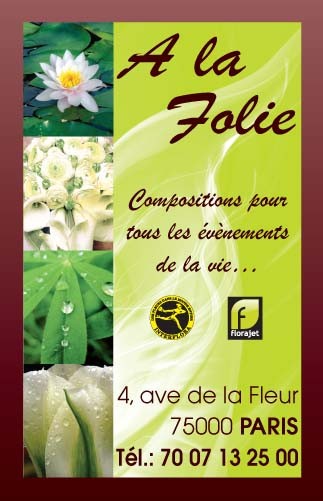 A la
Folie
Compositions pour
tous les évènements
de la vie...
INTERFLORA
florajet
4, ave de la Fleur
75000 PARIS
Tél.: 70 07 13 25 00